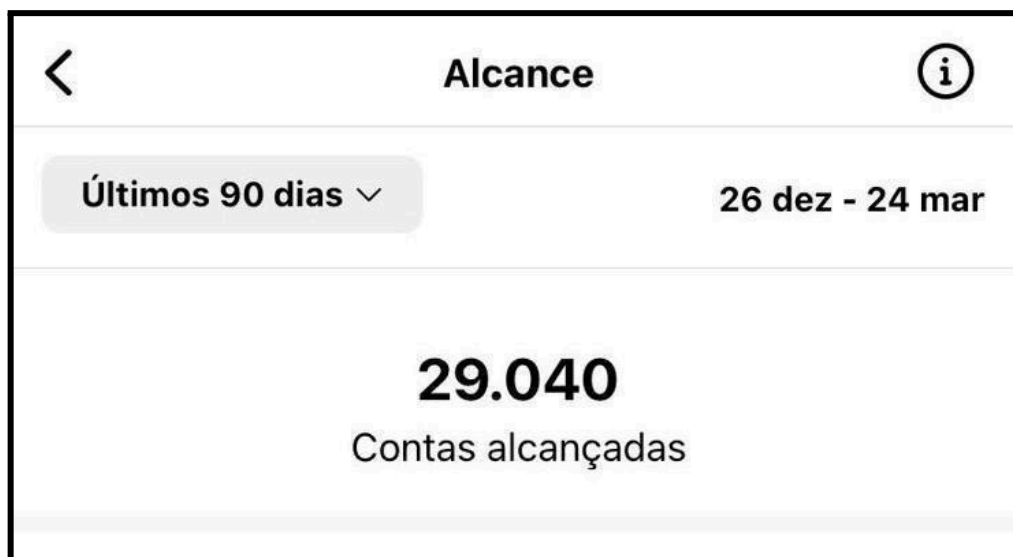 Alcance
Últimos 90 dias
26 dez - 24 mar
29.040
Contas alcançadas